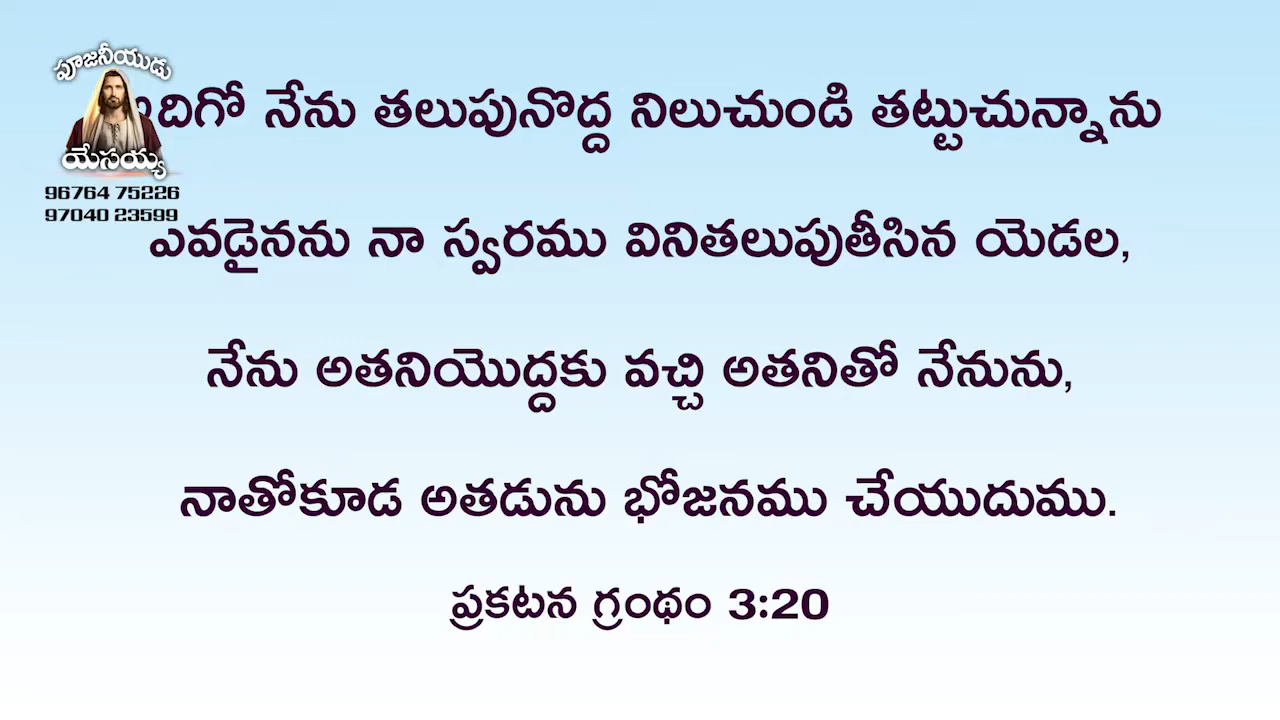 పూజనీయుడు
యేసయ్య
96764 75226
97040 23599
నేను తలుపునొద్ద నిలుచుండి తట్టుచున్నాను
ఎవడైనను నా స్వరము వినితలుపుతీసిన యెడల,
నేను అతనియొద్దకు వచ్చి అతనితో నేనును,
నాతోకూడ అతడును భోజనము చేయుదుము.
ప్రకటన గ్రంథం 3:20